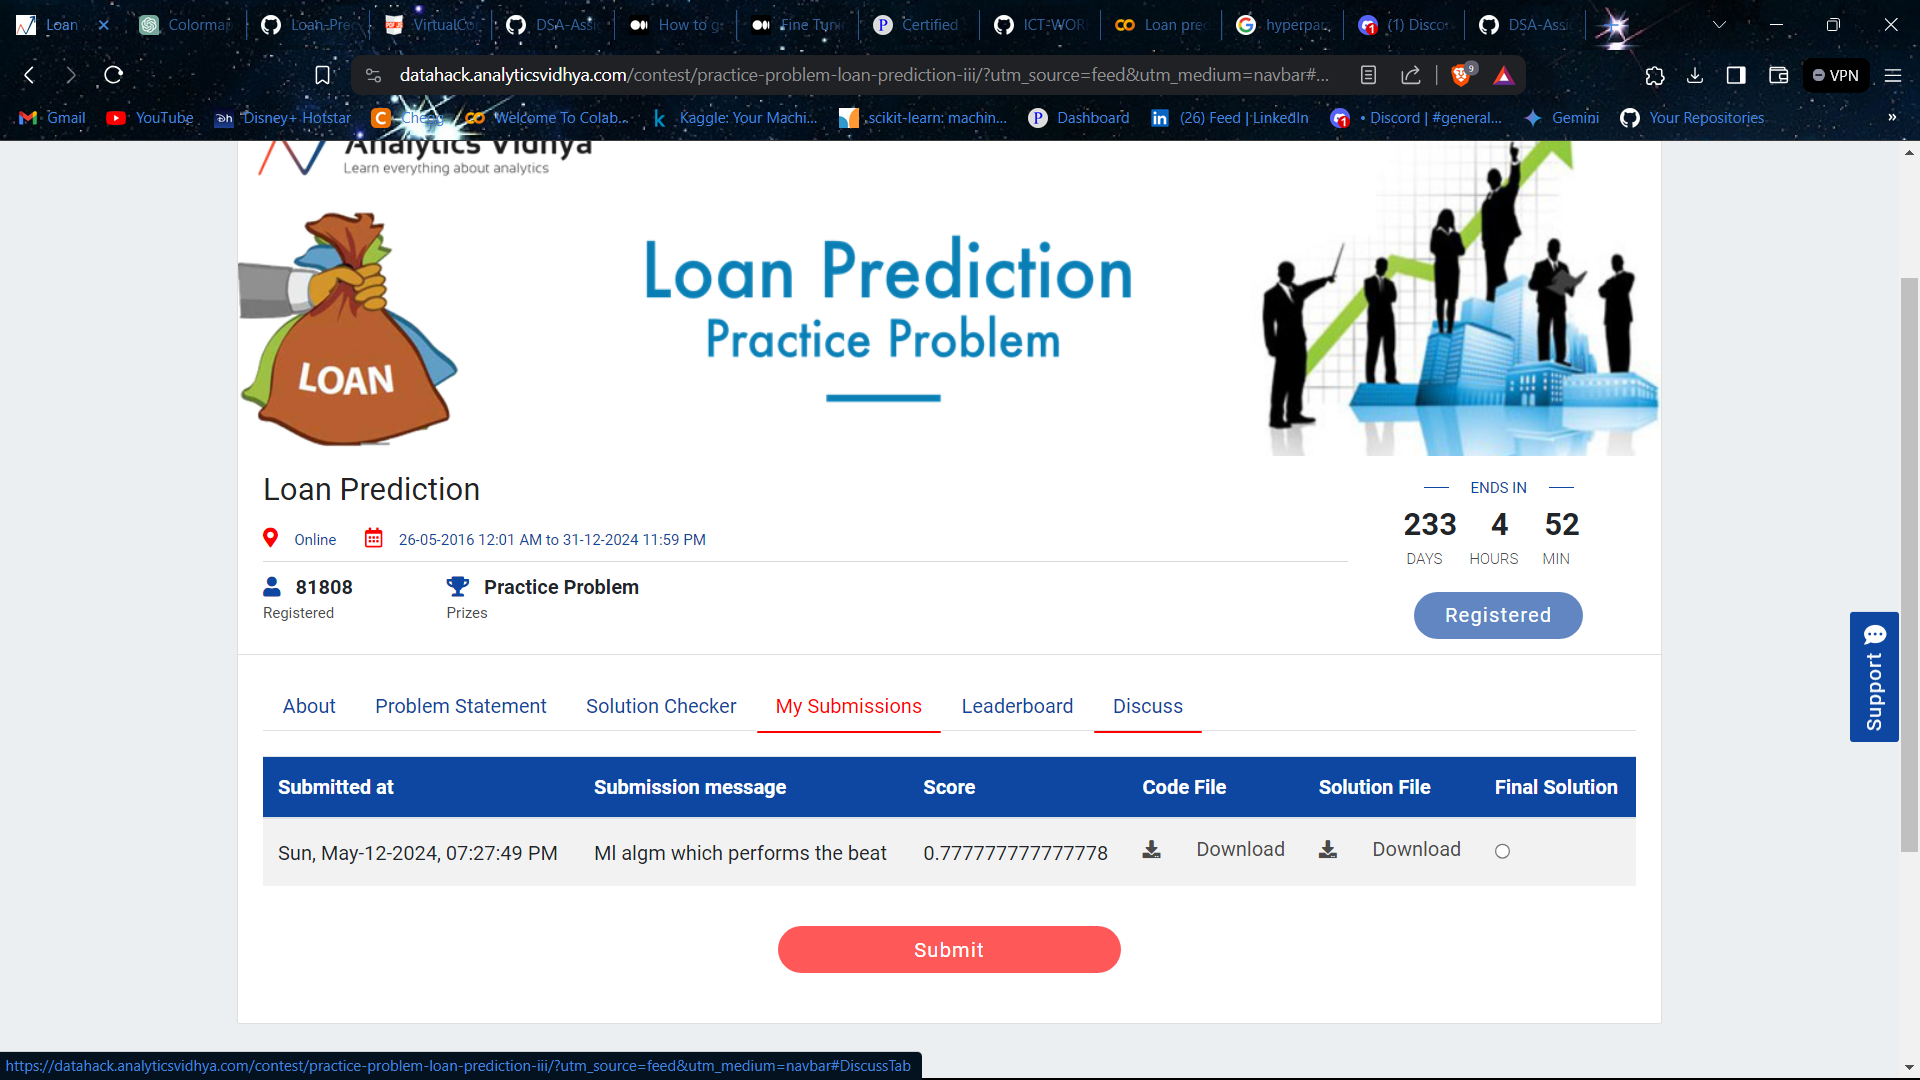 Loan
Colorma
Loan-Pre
VirtualCo
DSA-Assi
How to g
Fine Tun
Certified
ICT-WOR
Loan pre
hyperpar
(1) Disco
DSA-Assi
datahack.analyticsvidhya.com/contest/practice-problem-loan-prediction-iii/?utm_source=feed&utm_medium=navbar#...
9
VPN
Gmail
YouTube
Disney+ Hotstar
Chegg
Welcome To Colab...
Kaggle: Your Machi...
scikit-learn: machin...
Dashboard
(26) Feed | LinkedIn
• Discord | #general...
Gemini
Your Repositories
»
Analytics Vidhya
Learn everything about analytics
Loan Prediction
Practice Problem
LOAN
Loan Prediction
Online
26-05-2016 12:01 AM to 31-12-2024 11:59 PM
ENDS IN
233 4 52
DAYS HOURS MIN
81808
Registered
Practice Problem
Prizes
Registered
Support
About
Problem Statement
Solution Checker
My Submissions
Leaderboard
Discuss
Submitted at
Submission message
Score
Code File
Solution File
Final Solution
Sun, May-12-2024, 07:27:49 PM
Ml algm which performs the beat
0.777777777777778
Download
Download
Submit
https://datahack.analyticsvidhya.com/contest/practice-problem-loan-prediction-iii/?utm_source=feed&utm_medium=navbar#DiscussTab